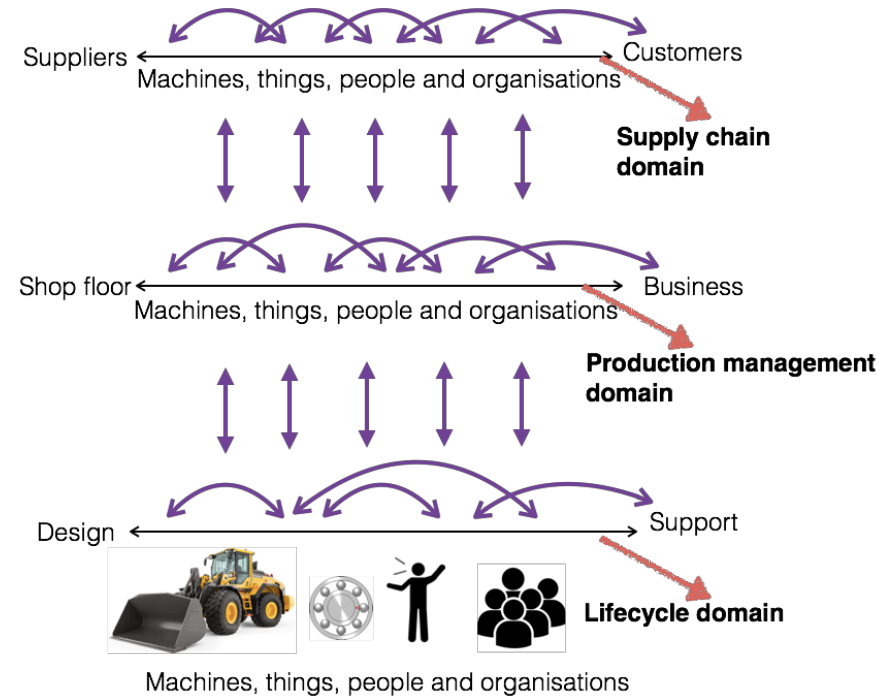 Suppliers
Customers
Machines, things, people and organisations
Supply chain
domain
Shop floor
Business
Machines, things, people and organisations
Production management
domain
Design
Support
Lifecycle domain
Machines, things, people and organisations